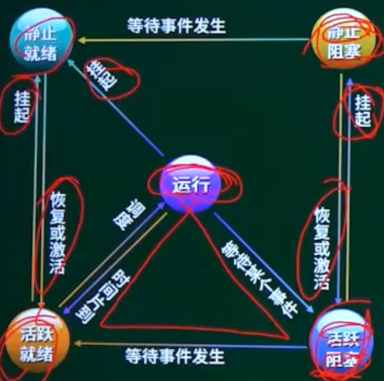 等待事件发生
静止
就绪
静止
阻塞
挂起
挂起
挂起
运行
恢复或激活
调度
时间片到
等待某个事件
恢复或激活
活跃
就绪
等待事件发生
活跃
阻塞